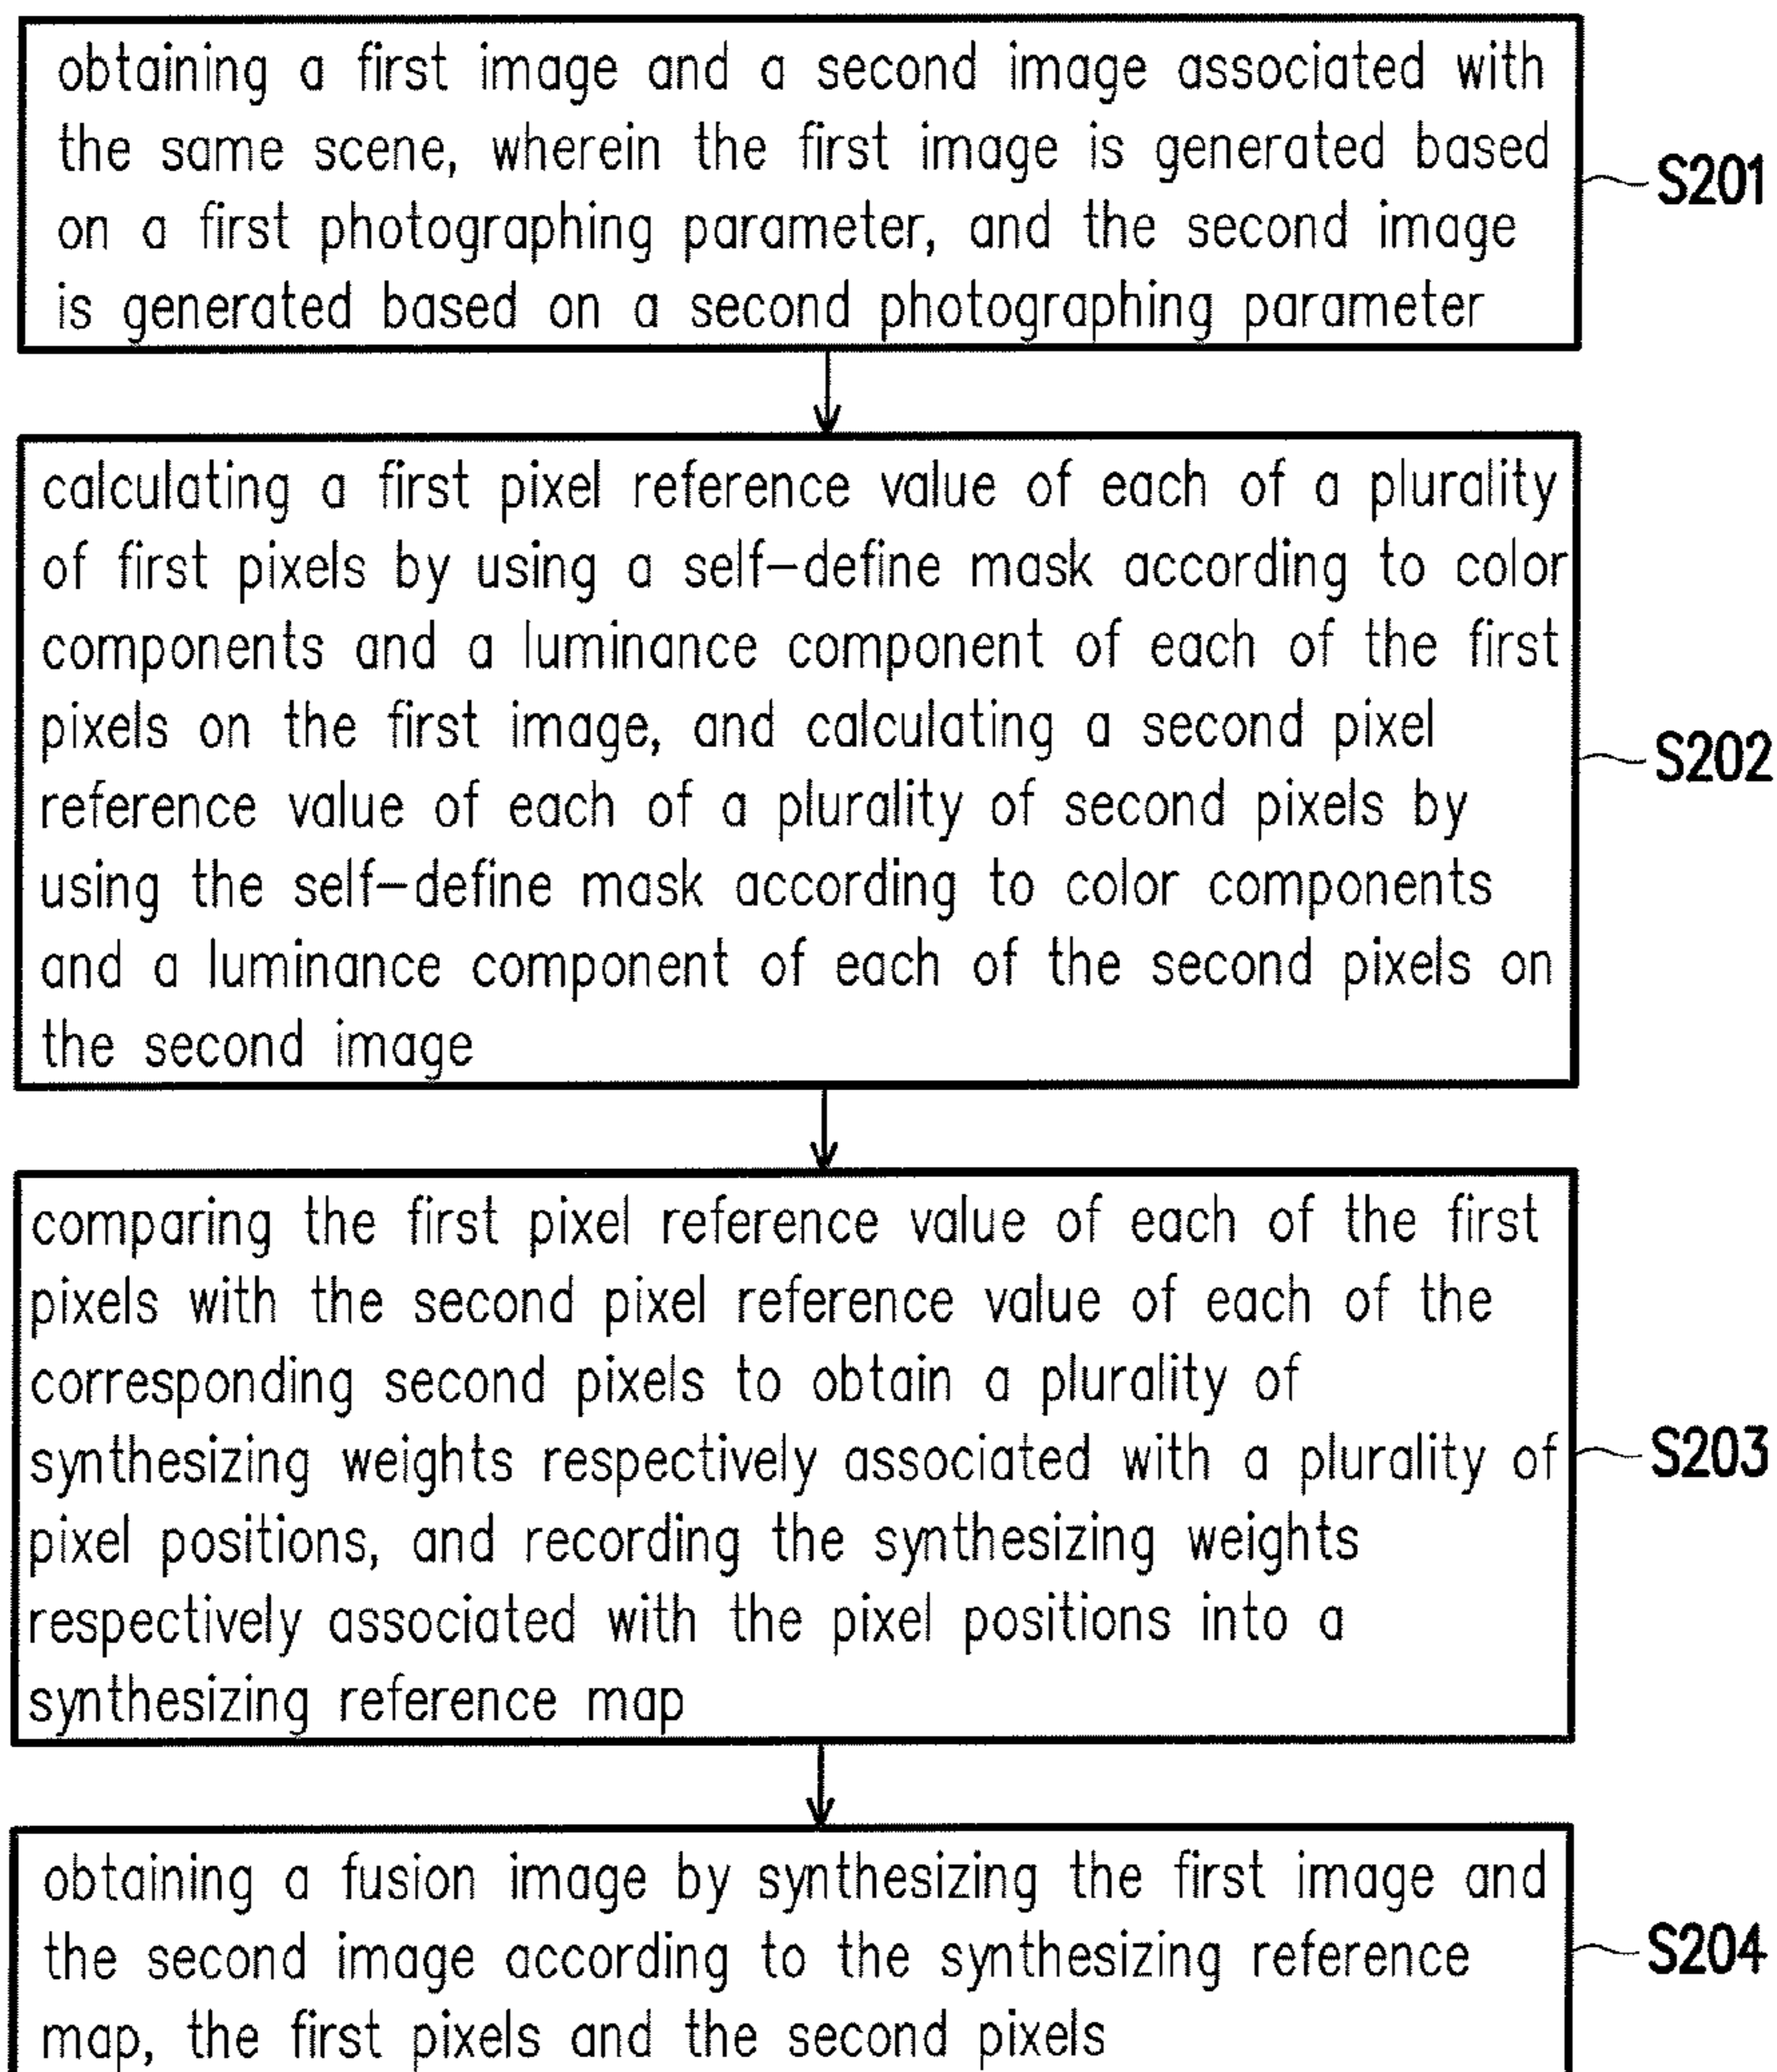 obtaining a first image and a second image associated with
the same scene, wherein the first image is generated based
on a first photographing parameter, and the second image
is generated based on a second photographing parameter
S201
calculating a first pixel reference value of each of a plurality
of first pixels by using a self-define mask according to color
components and a luminance component of each of the first
pixels on the first image, and calculating a second pixel
reference value of each of a plurality of second pixels by
using the self-define mask according to color components
and a luminance component of each of the second pixels on
the second image
S202
comparing the first pixel reference value of each of the first
pixels with the second pixel reference value of each of the
corresponding second pixels to obtain a plurality of
synthesizing weights respectively associated with a plurality of
pixel positions, and recording the synthesizing weights
respectively associated with the pixel positions into a
synthesizing reference map
S203
obtaining a fusion image by synthesizing the first image and
the second image according to the synthesizing reference
map, the first pixels and the second pixels
S204